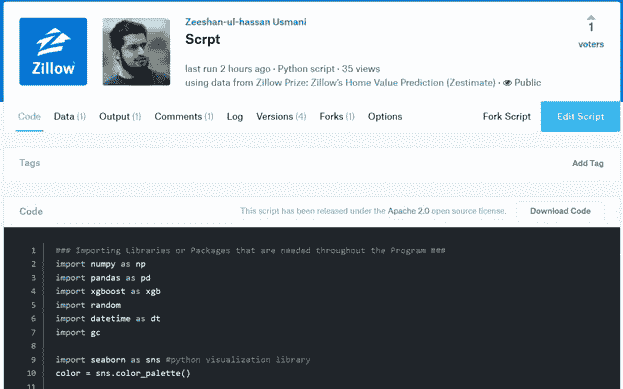 Zillow
Zeeshan-ul-hassan Usmani
Scrpt
last run 2 hours ago · Python script · 35 views
using data from Zillow Prize: Zillow's Home Value Prediction (Zestimate) · Public
1
voters
Code Data (1) Output (1) Comments (1) Log Versions (4) Forks (1) Options Fork Script Edit Script
Tags Add Tag
Code This script has been released under the Apache 2.0 open source license. Download Code
1 ### Importing Libraries or Packages that are needed throughout the Program ###
2 import numpy as np
3 import pandas as pd
4 import xgboost as xgb
5 import random
6 import datetime as dt
7 import gc
8
9 import seaborn as sns #python visualization library
10 color = sns.color_palette()
11